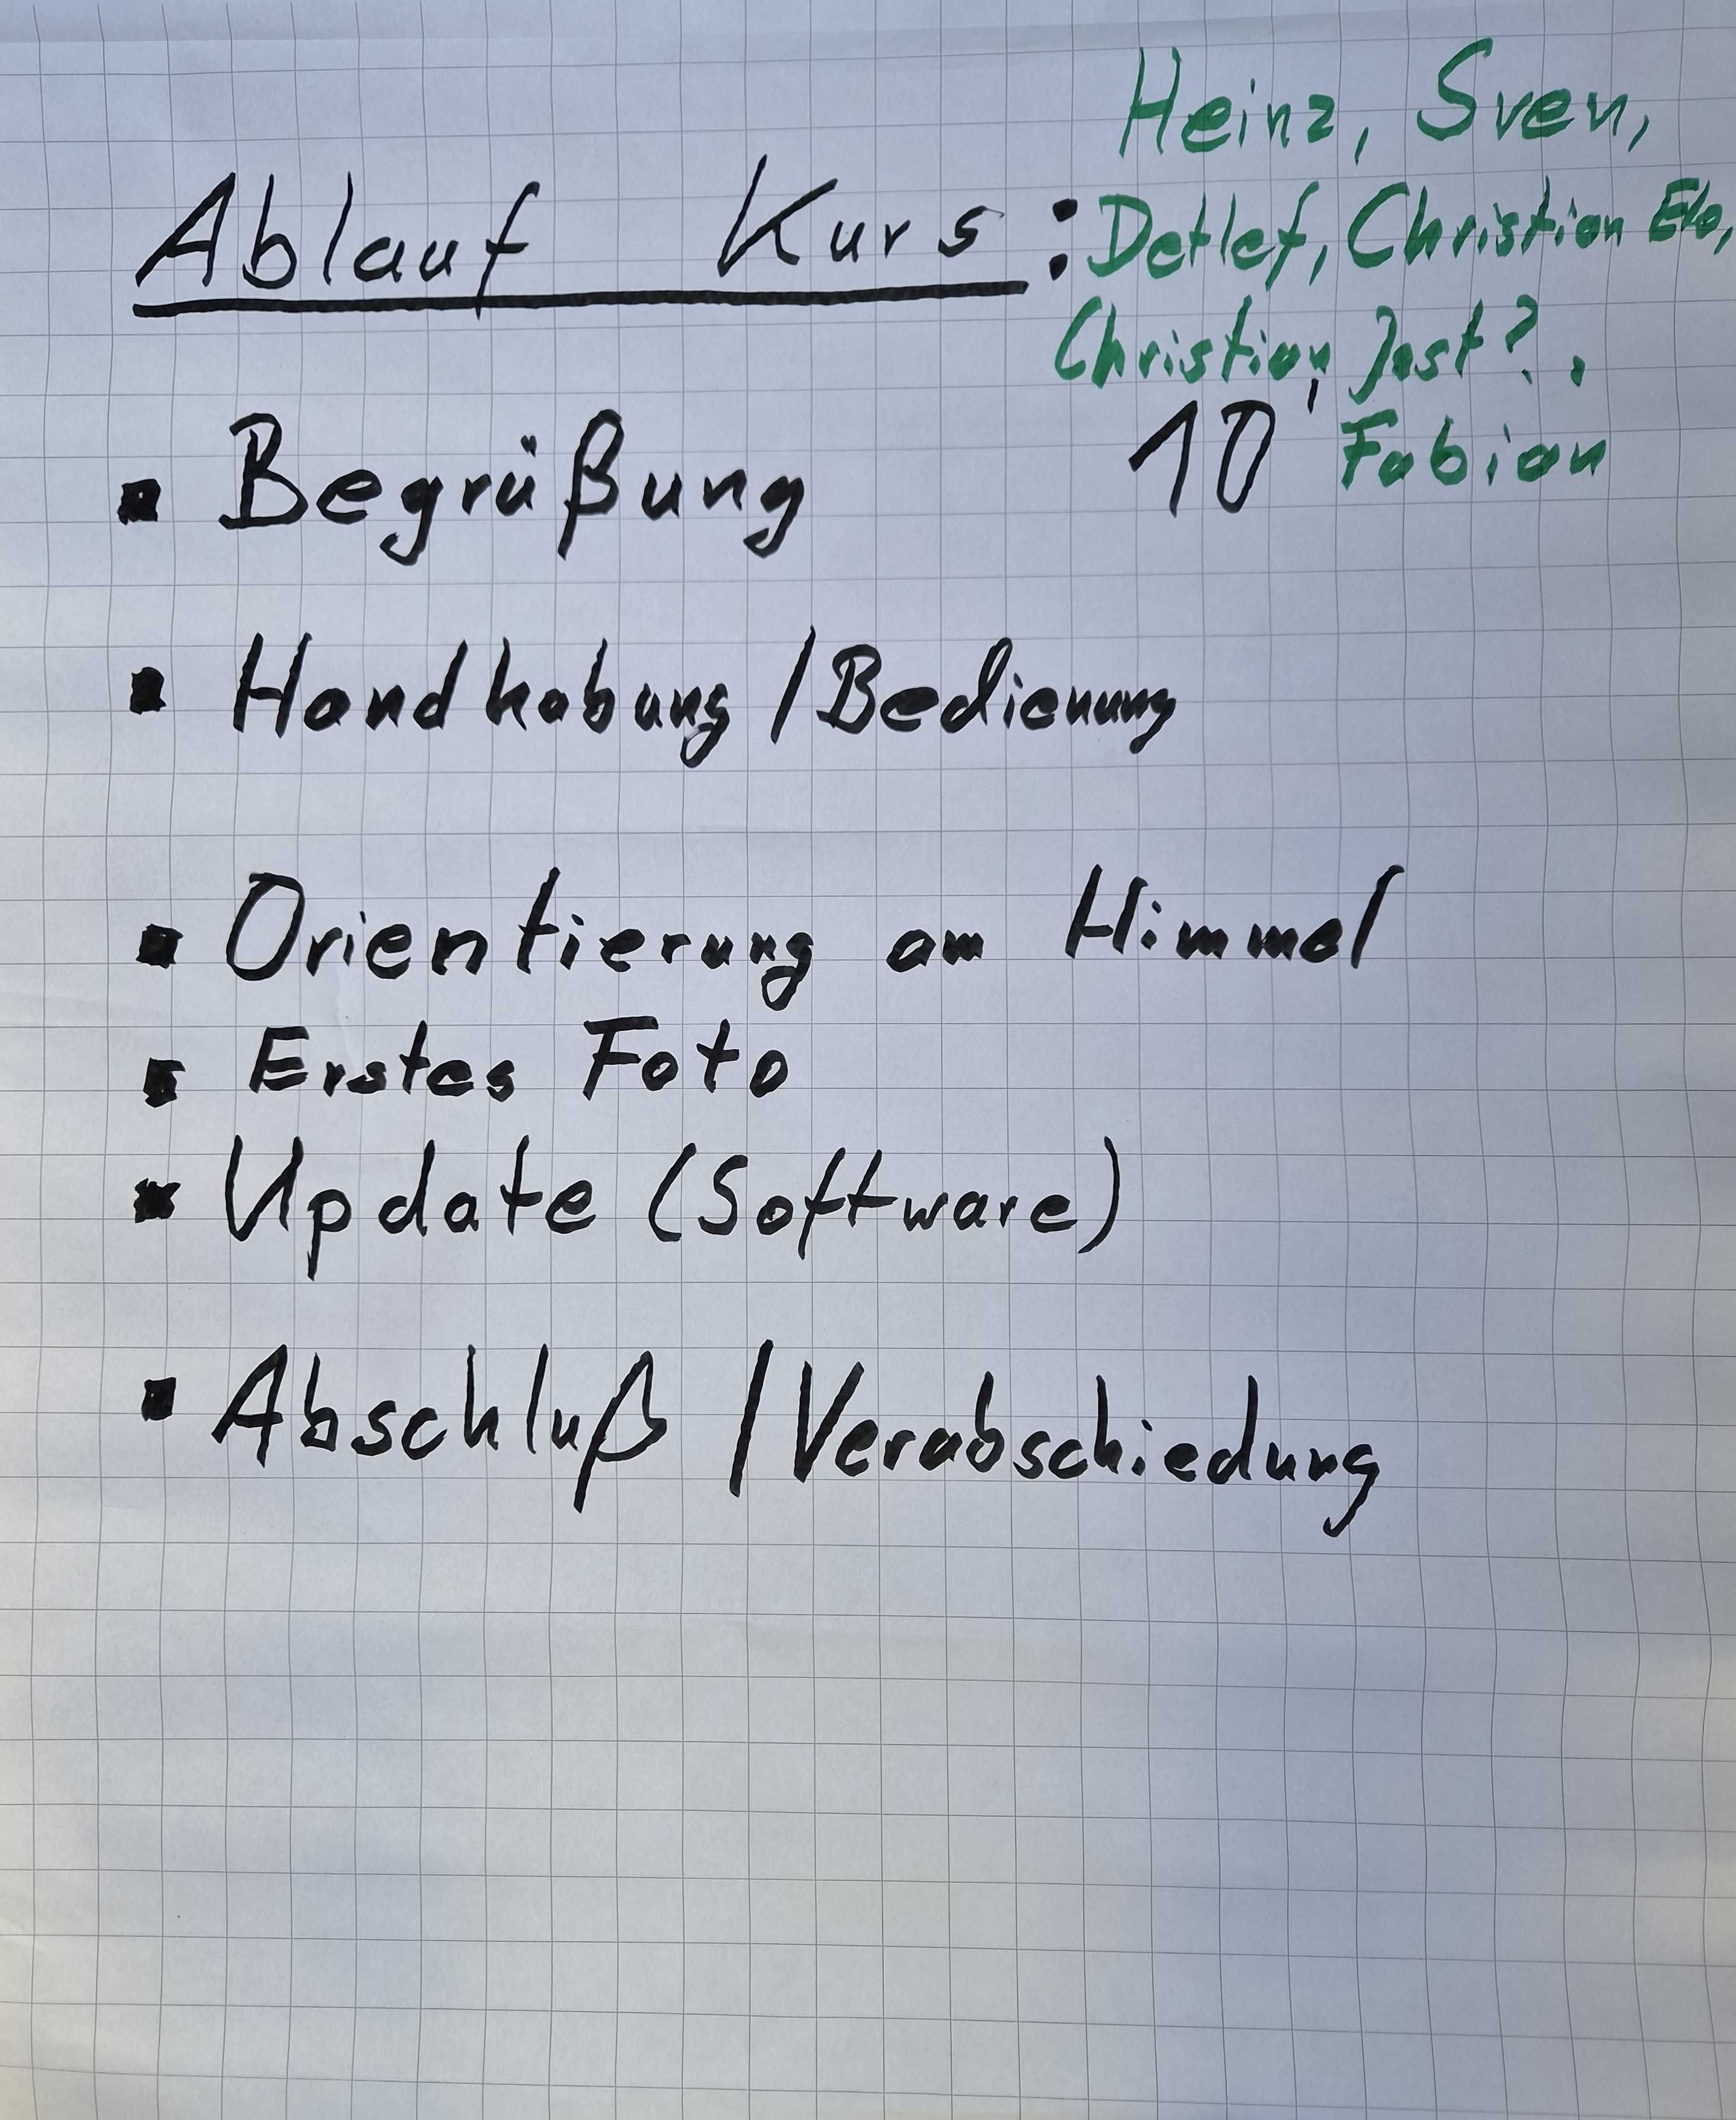 Heinz, Sven,
Ablauf Kurs : Detlef, Christian Elo,
Christian Jost? ,
▪ Begrüßung 10' Fabian
▪ Handhabung / Bedienung
▪ Orientierung am Himmel
▪ Erstes Foto
▪ Update (Software)
▪ Abschluß / Verabschiedung